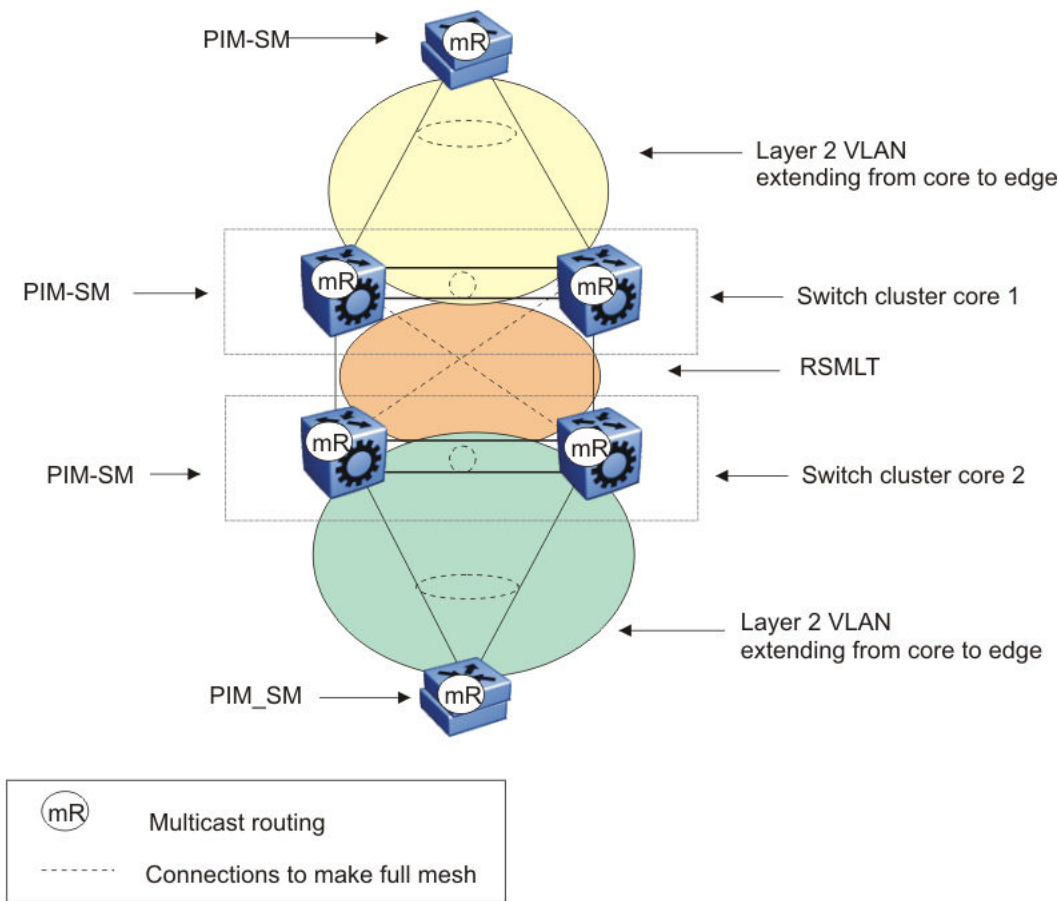 PIM-SM
mR
Layer 2 VLAN
extending from core to edge
mR
mR
PIM-SM
Switch cluster core 1
RSMLT
mR
mR
PIM-SM
Switch cluster core 2
Layer 2 VLAN
extending from core to edge
PIM_SM
mR
mR
Multicast routing
Connections to make full mesh